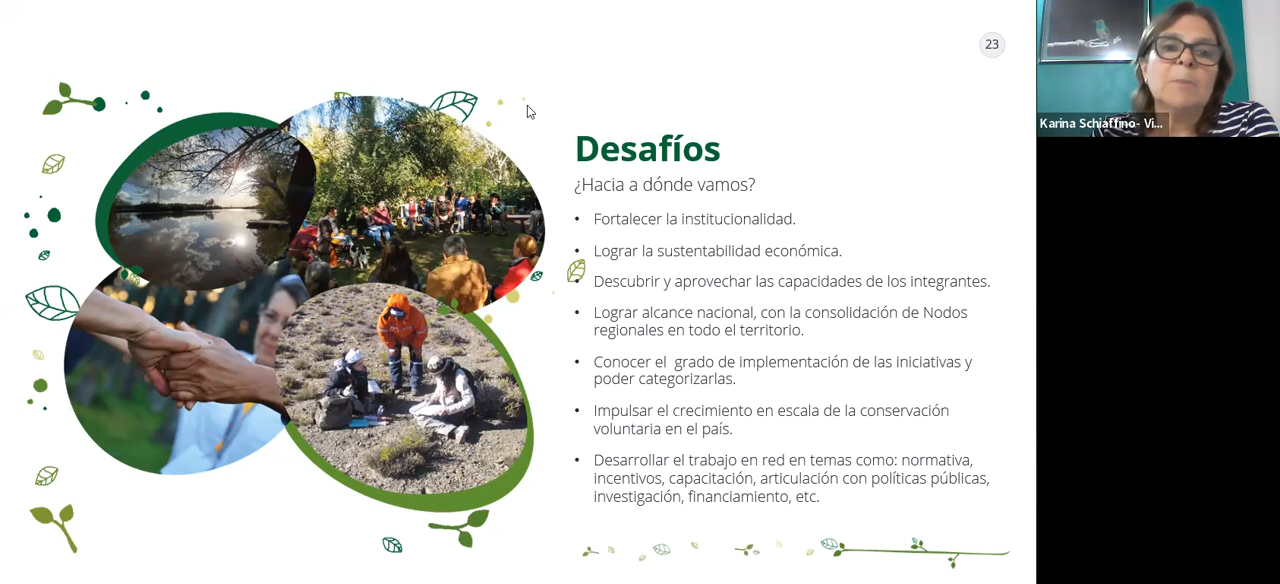 23
Karina Schiaffino- Vi...
Desafíos
¿Hacia a dónde vamos?
• Fortalecer la institucionalidad.
• Lograr la sustentabilidad económica.
• Descubrir y aprovechar las capacidades de los integrantes.
• Lograr alcance nacional, con la consolidación de Nodos
regionales en todo el territorio.
• Conocer el  grado de implementación de las iniciativas y
poder categorizarlas.
• Impulsar el crecimiento en escala de la conservación
voluntaria en el país.
• Desarrollar el trabajo en red en temas como: normativa,
incentivos, capacitación, articulación con políticas públicas,
investigación, financiamiento, etc.